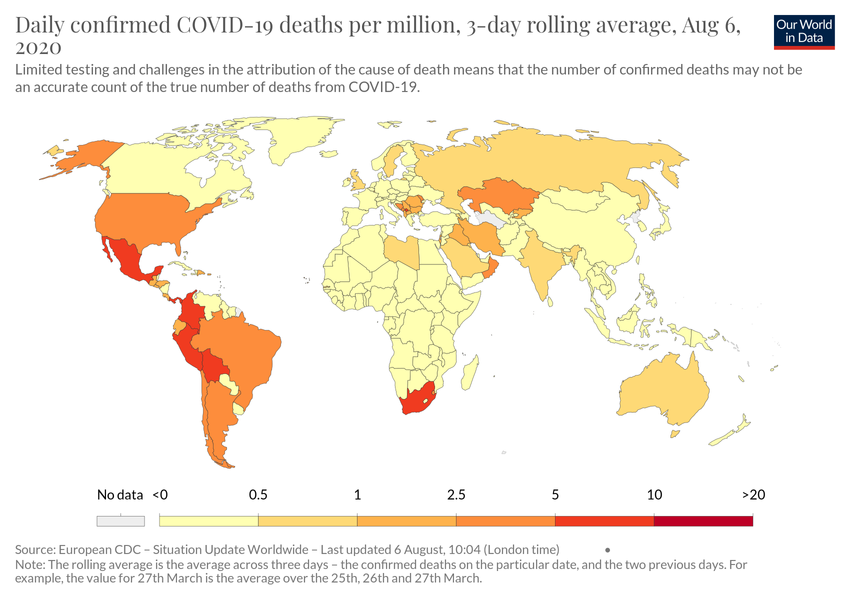 Daily confirmed COVID-19 deaths per million, 3-day rolling average, Aug 6,
2020
Our World
in Data
Limited testing and challenges in the attribution of the cause of death means that the number of confirmed deaths may not be
an accurate count of the true number of deaths from COVID-19.
No data <0 0.5 1 2.5 5 10 >20
Source: European CDC – Situation Update Worldwide – Last updated 6 August, 10:04 (London time)
Note: The rolling average is the average across three days – the confirmed deaths on the particular date, and the two previous days. For
example, the value for 27th March is the average over the 25th, 26th and 27th March.